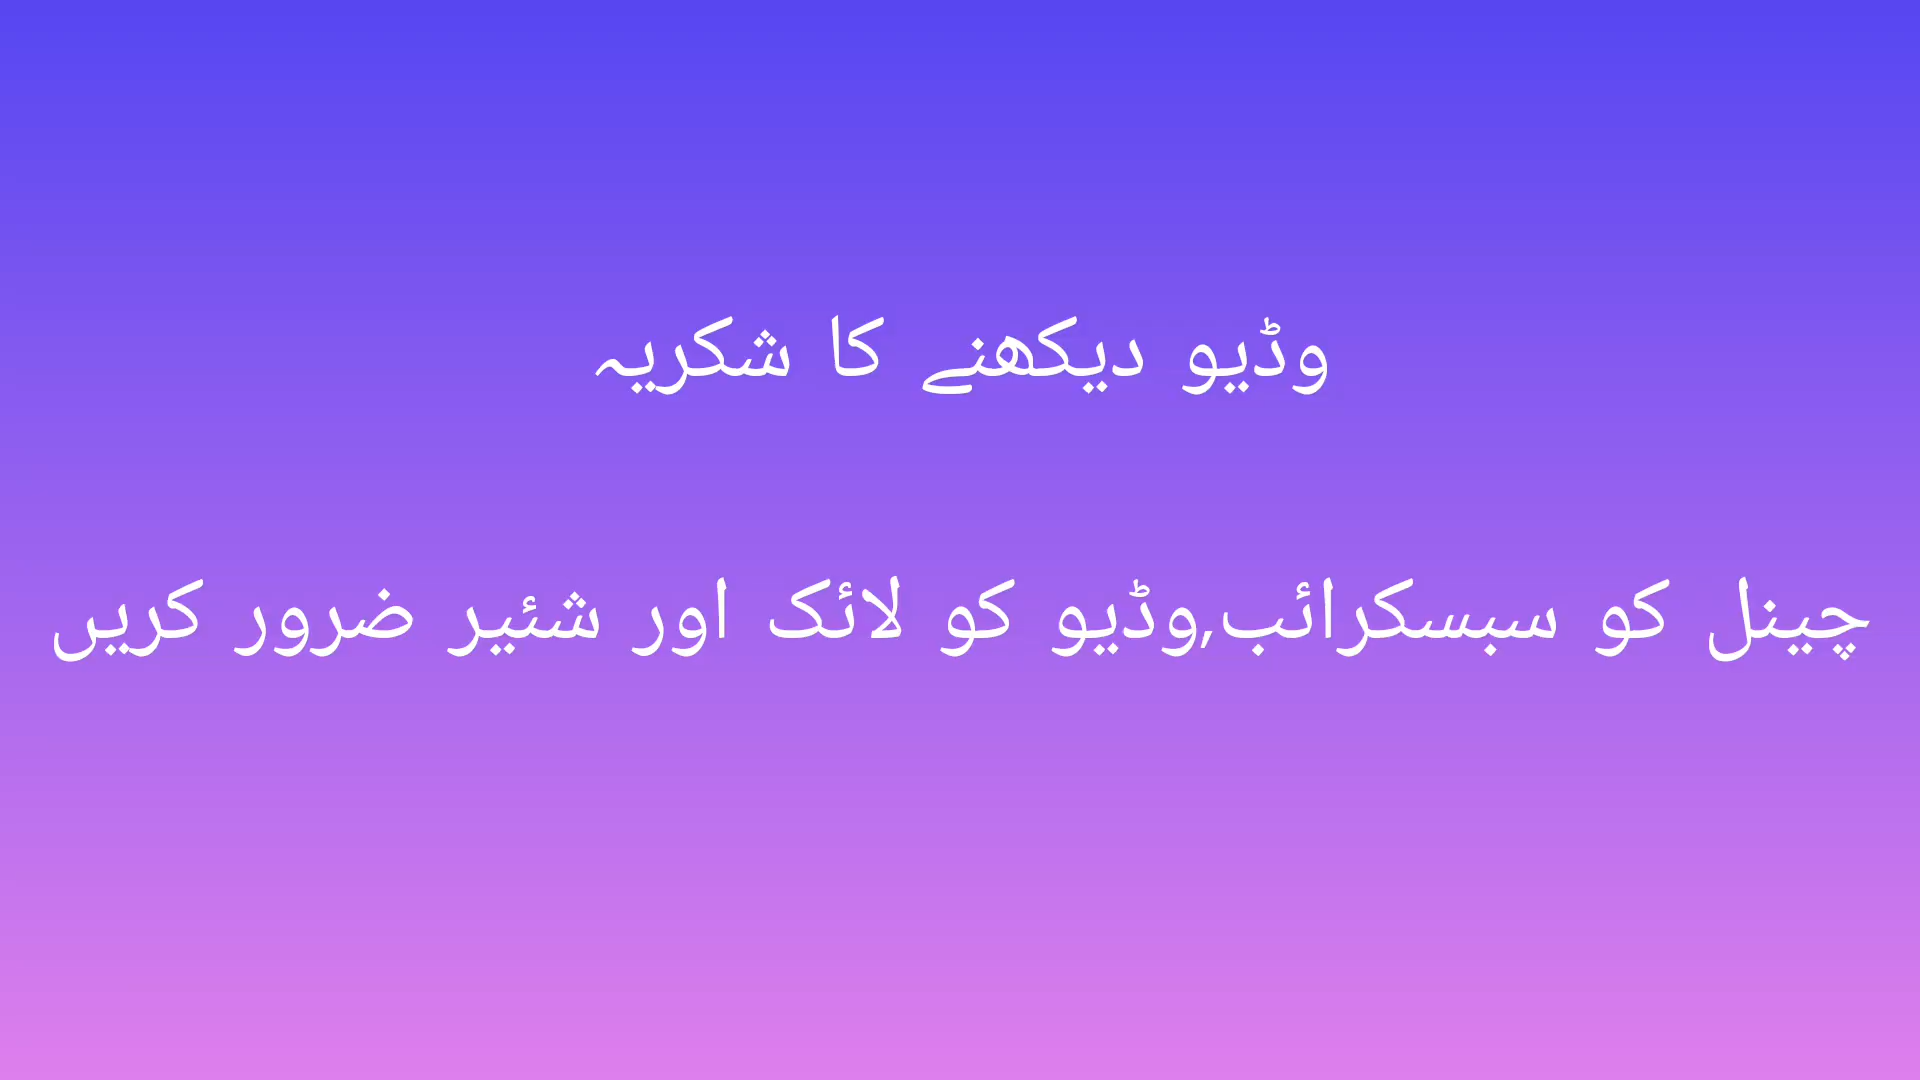 وڈیو دیکھنے کا شکریہ
چینل کو سبسکرائب,وڈیو کو لائک اور شئیر ضرور کریں